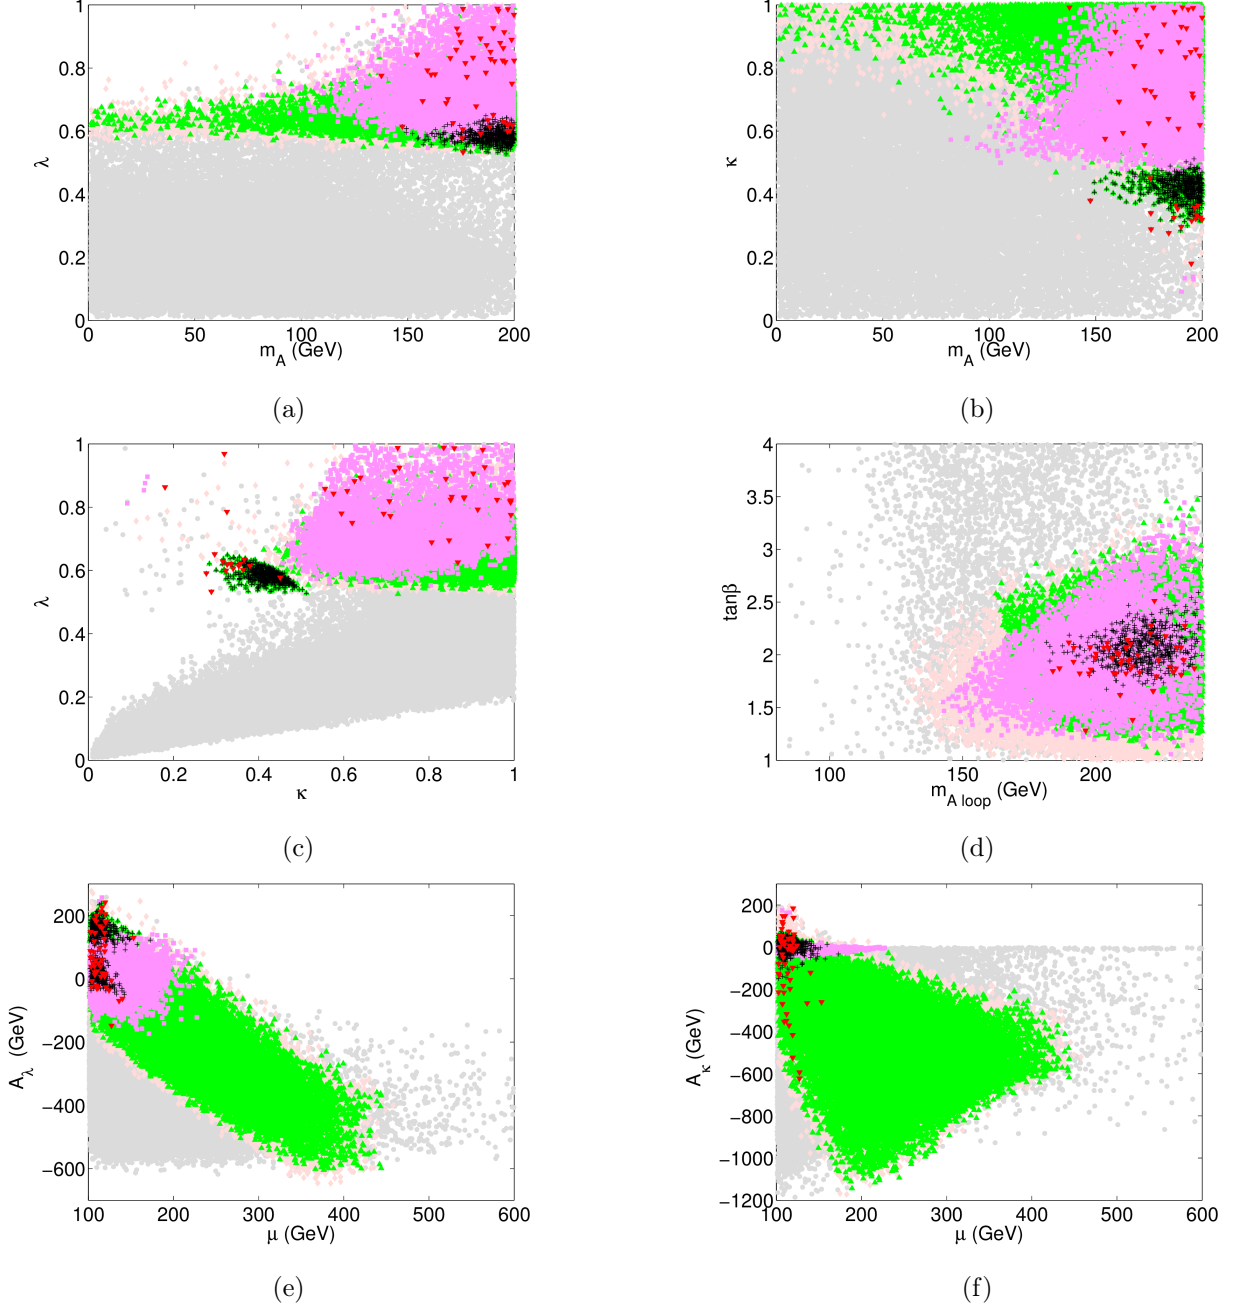 1
0.8
0.6
0.4
0.2
0
λ
0 50 100 150 200
m_A (GeV)
(a)
1
0.8
0.6
0.4
0.2
0
κ
0 50 100 150 200
m_A (GeV)
(b)
1
0.8
0.6
0.4
0.2
0
λ
0 0.2 0.4 0.6 0.8 1
κ
(c)
4
3.5
3
2.5
2
1.5
1
tanβ
100 150 200
m_A loop (GeV)
(d)
200
0
−200
−400
−600
A_λ (GeV)
100 200 300 400 500 600
μ (GeV)
(e)
200
0
−200
−400
−600
−800
−1000
−1200
A_κ (GeV)
100 200 300 400 500 600
μ (GeV)
(f)